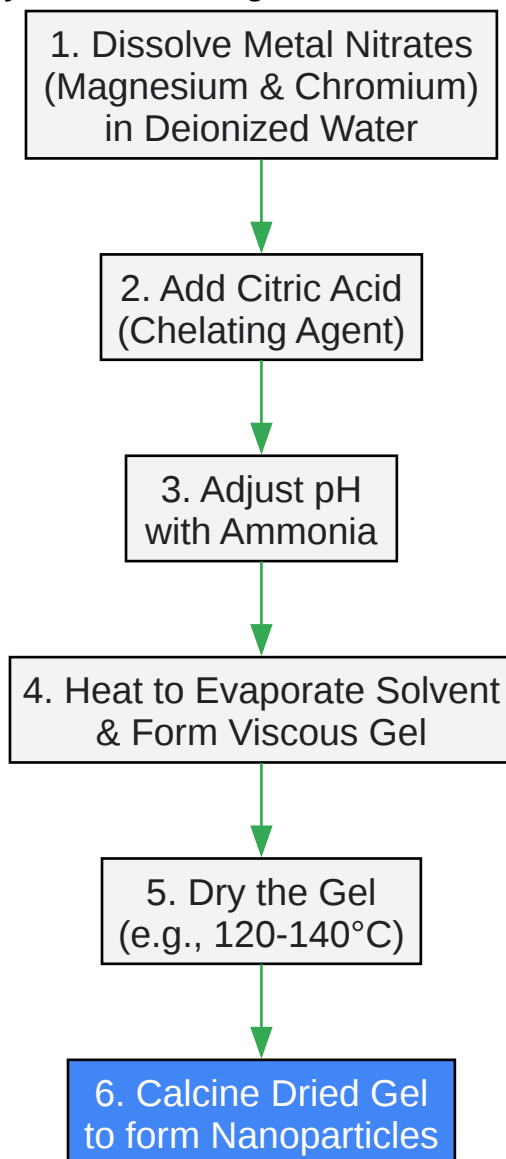 1. Dissolve Metal Nitrates
(Magnesium & Chromium)
in Deionized Water
2. Add Citric Acid
(Chelating Agent)
3. Adjust pH
with Ammonia
4. Heat to Evaporate Solvent
& Form Viscous Gel
5. Dry the Gel
(e.g., 120-140°C)
6. Calcine Dried Gel
to form Nanoparticles